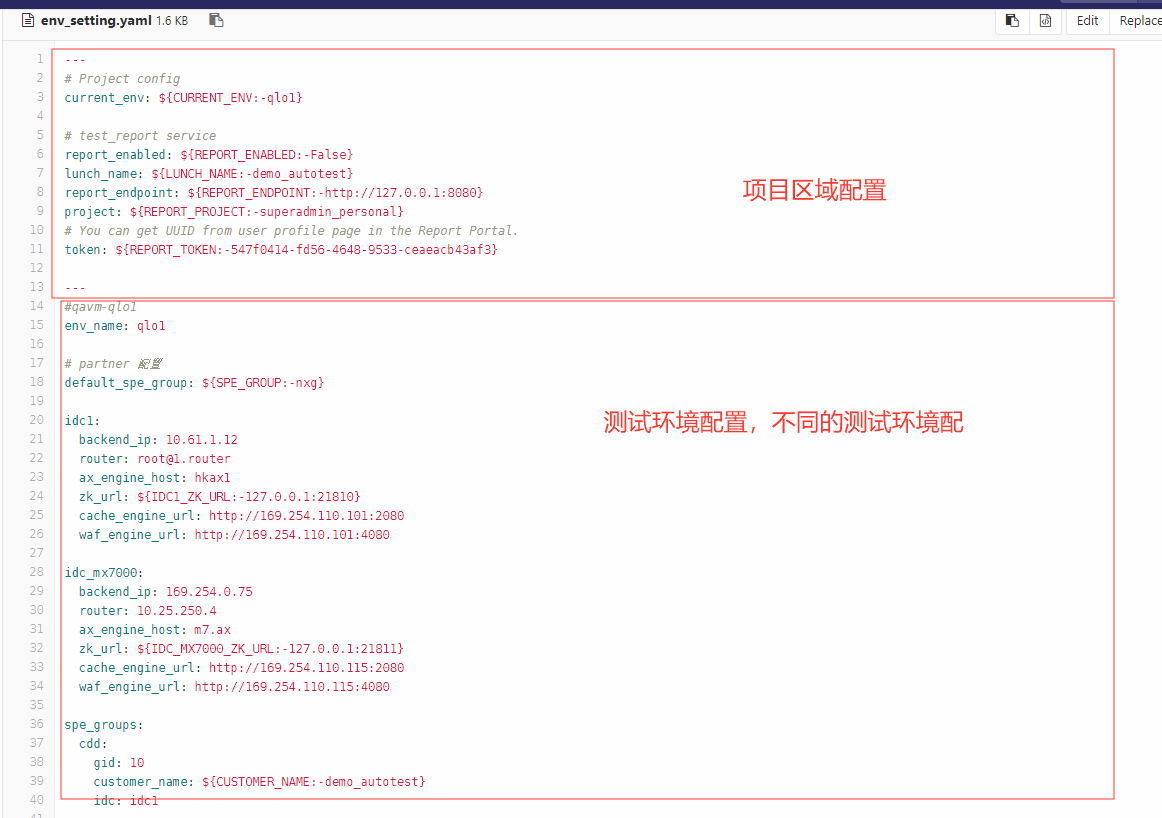 env_setting.yaml 1.6 KB
Edit
Replace
1 ---
2 # Project config
3 current_env: ${CURRENT_ENV:-qlo1}
4
5 # test_report service
6 report_enabled: ${REPORT_ENABLED:-False}
7 lunch_name: ${LUNCH_NAME:-demo_autotest}
8 report_endpoint: ${REPORT_ENDPOINT:-http://127.0.0.1:8080}
9 project: ${REPORT_PROJECT:-superadmin_personal}
10 # You can get UUID from user profile page in the Report Portal.
11 token: ${REPORT_TOKEN:-547f0414-fd56-4648-9533-ceaeacb43af3}
12
13 ---
项目区域配置
14 #qavm-qlo1
15 env_name: qlo1
16
17 # partner 配置
18 default_spe_group: ${SPE_GROUP:-nxg}
19
20 idc1:
21 backend_ip: 10.61.1.12
22 router: root@1.router
23 ax_engine_host: hkax1
24 zk_url: ${IDC1_ZK_URL:-127.0.0.1:21810}
25 cache_engine_url: http://169.254.110.101:2080
26 waf_engine_url: http://169.254.110.101:4080
27
28 idc_mx7000:
29 backend_ip: 169.254.0.75
30 router: 10.25.250.4
31 ax_engine_host: m7.ax
32 zk_url: ${IDC_MX7000_ZK_URL:-127.0.0.1:21811}
33 cache_engine_url: http://169.254.110.115:2080
34 waf_engine_url: http://169.254.110.115:4080
35
36 spe_groups:
37 cdd:
38 gid: 10
39 customer_name: ${CUSTOMER_NAME:-demo_autotest}
40 idc: idc1
测试环境配置，不同的测试环境配